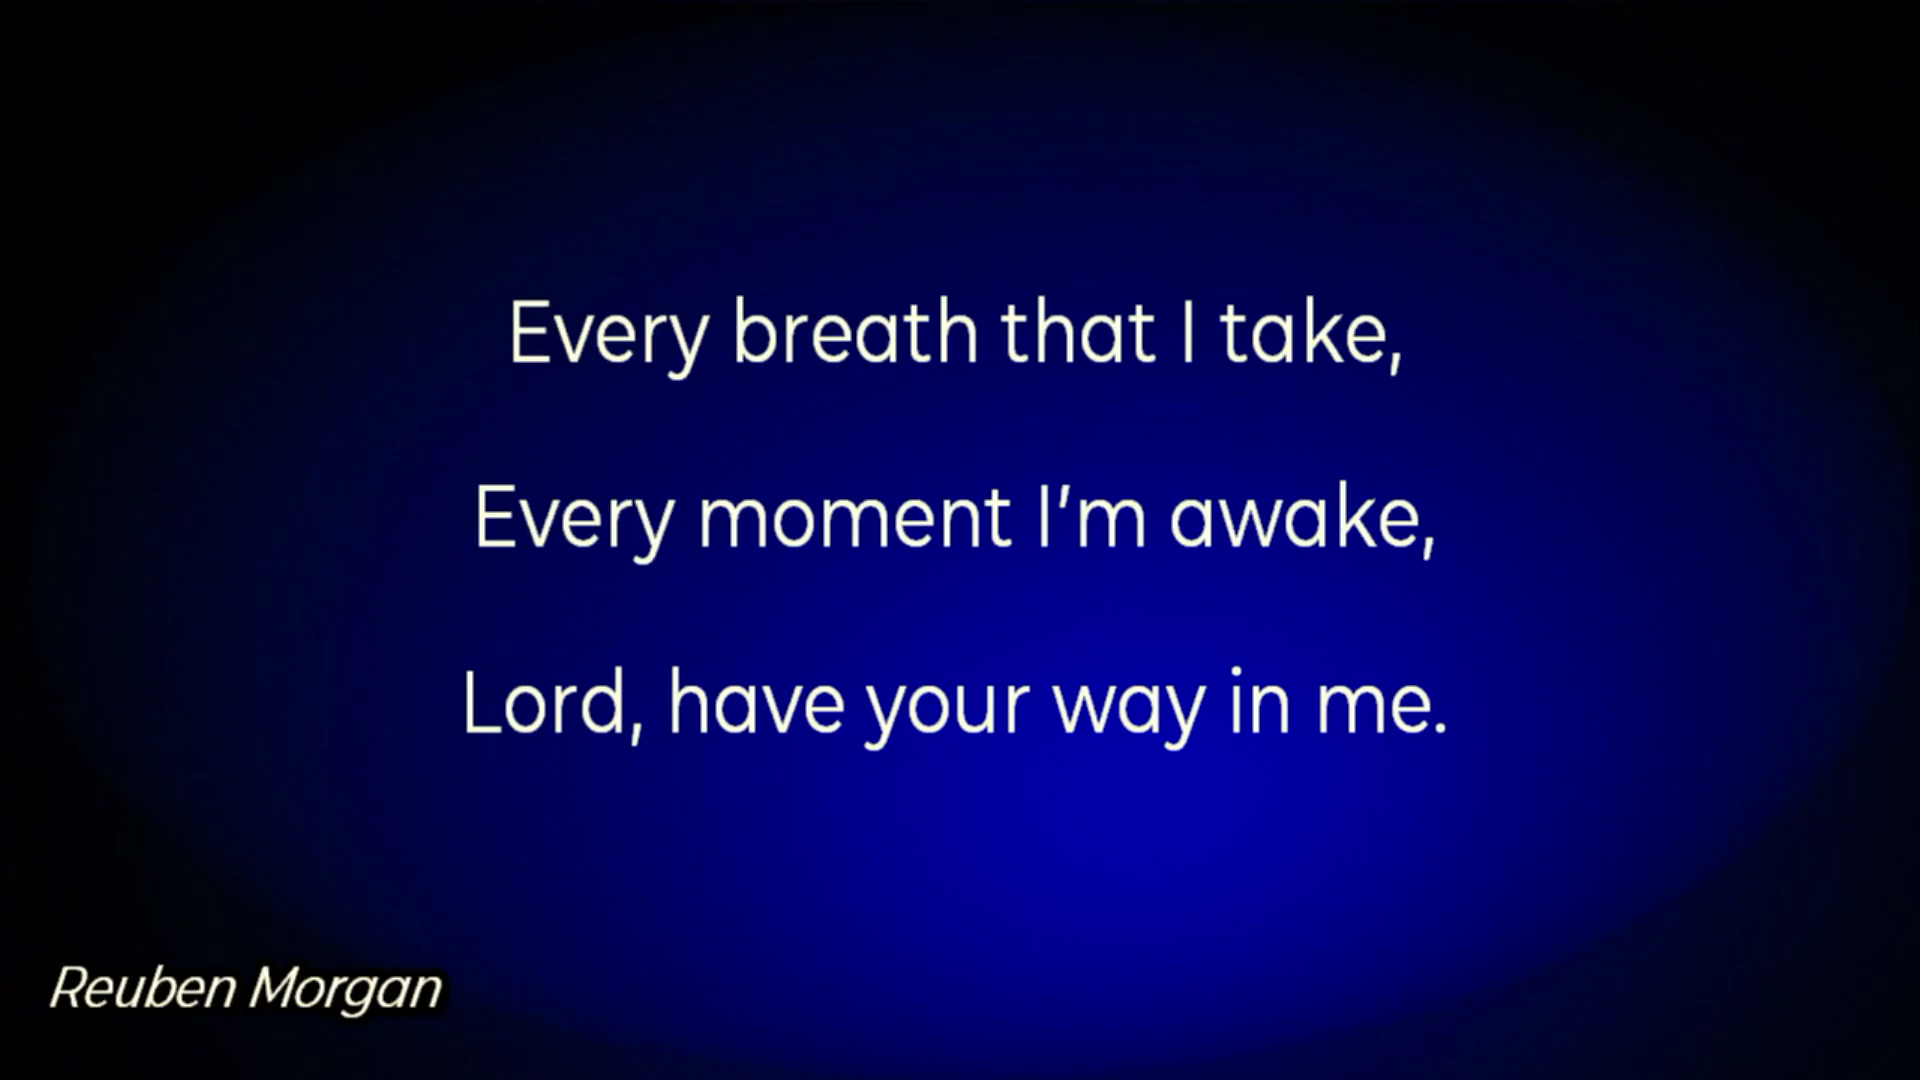 Every breath that I take,
Every moment I’m awake,
Lord, have your way in me.
Reuben Morgan